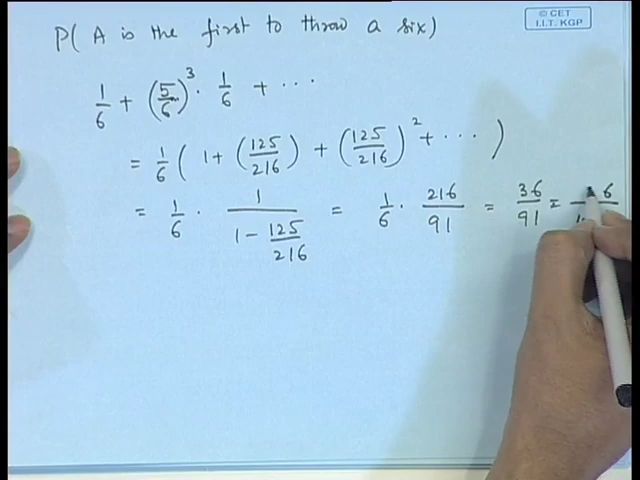 © CET
I.I.T. KGP
P( A is the first to throw a six)
1/6 + (5/6)^3 · 1/6 + ···
= 1/6 ( 1 + (125/216) + (125/216)^2 + ··· )
= 1/6 · 1/(1 − 125/216) = 1/6 · 216/91 = 36/91 =